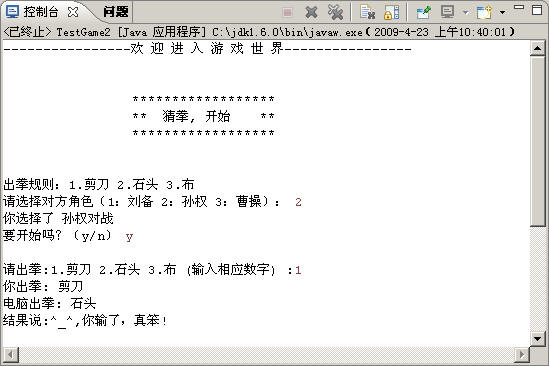 控制台 问题
<已终止> TestGame2 [Java 应用程序] C:\jdk1.6.0\bin\javaw.exe（2009-4-23 上午10:40:01）
----------------欢 迎 进 入 游 戏 世 界----------------
******************
** 猜拳, 开始 **
******************
出拳规则: 1.剪刀 2.石头 3.布
请选择对方角色（1: 刘备 2: 孙权 3: 曹操）: 2
你选择了 孙权对战
要开始吗? （y/n） y
请出拳:1.剪刀 2.石头 3.布 (输入相应数字) :1
你出拳: 剪刀
电脑出拳: 石头
结果说:^_^,你输了, 真笨!